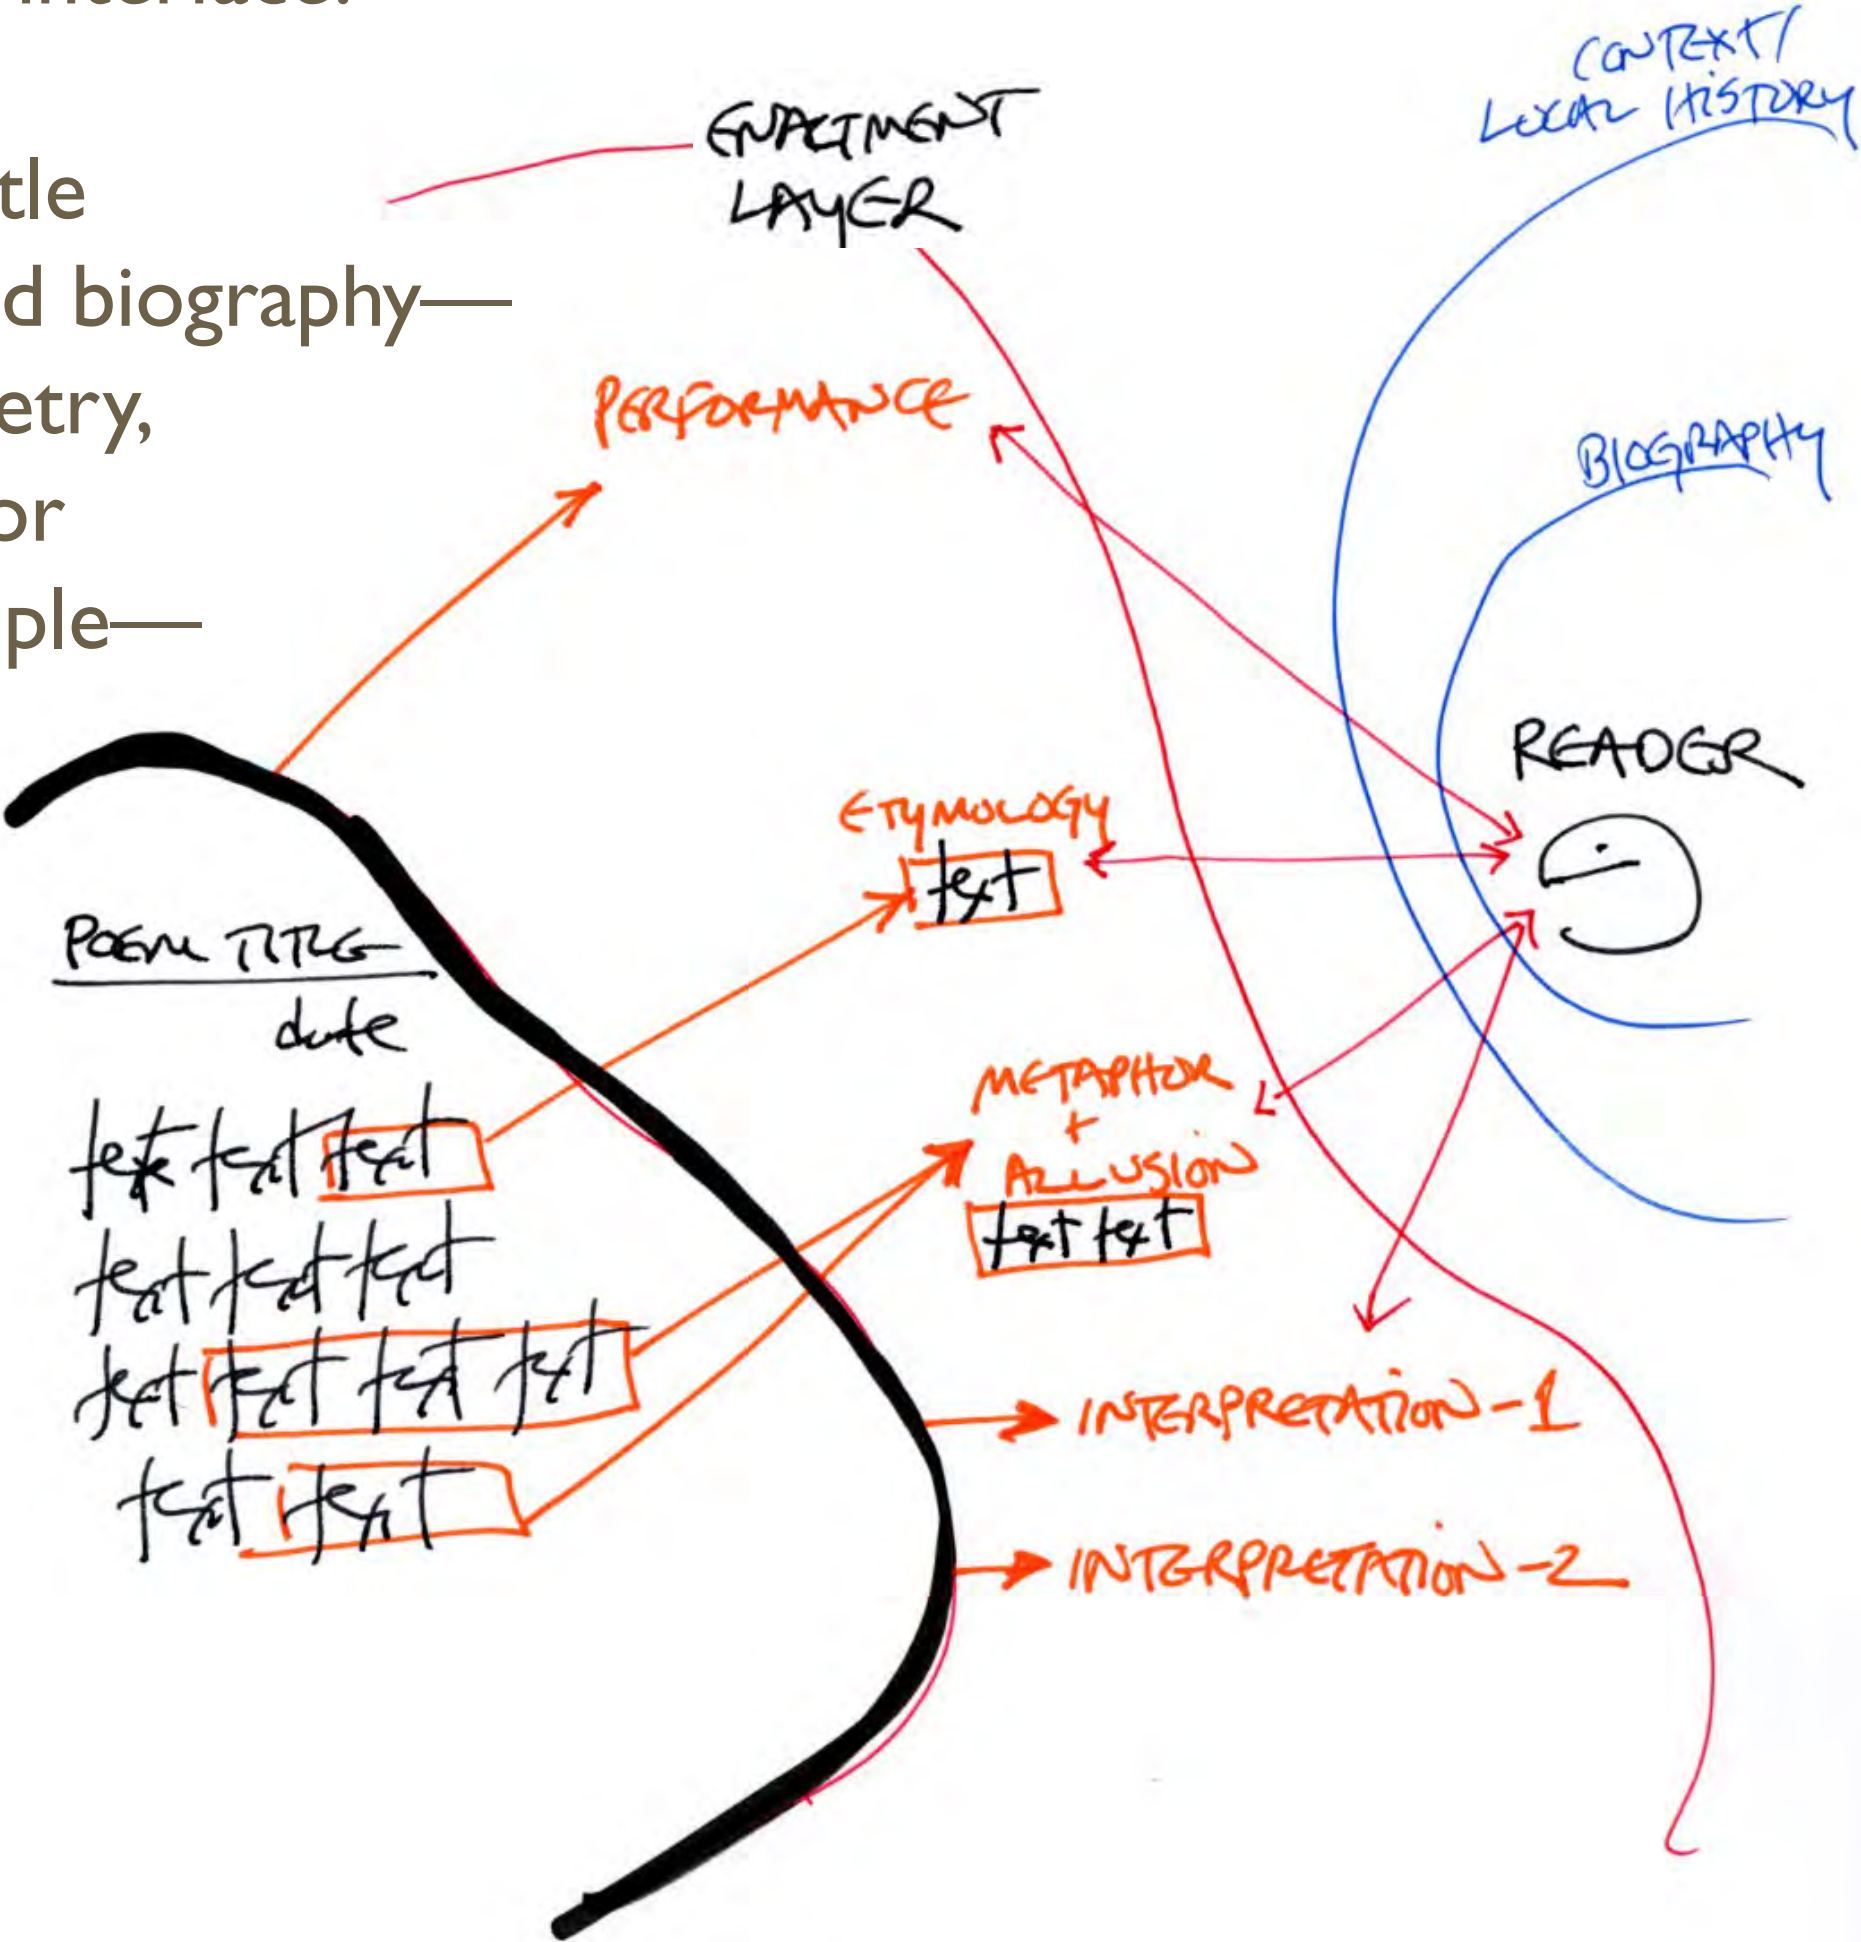 interface.
tle
d biography—
etry,
or
ple—
ENACTMENT
LAYER
CONTEXT/
LOCAL HISTORY
PERFORMANCE
BIOGRAPHY
READER
ETYMOLOGY
text
POEM TITLE
date
text text text
text text text
text text text text
text text
METAPHOR
+
ALLUSION
text text
INTERPRETATION-1
INTERPRETATION-2